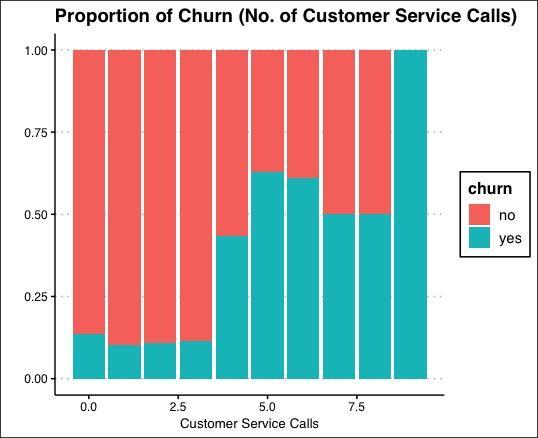 Proportion of Churn (No. of Customer Service Calls)
1.00
0.75
0.50
0.25
0.00
0.0 2.5 5.0 7.5
Customer Service Calls
churn
no
yes